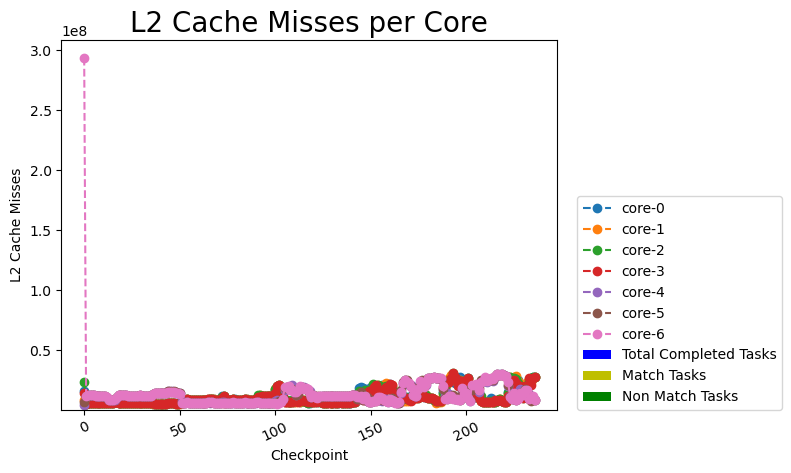 L2 Cache Misses per Core
1e8
3.0
2.5
2.0
1.5
1.0
0.5
L2 Cache Misses
0
50
100
150
200
Checkpoint
core-0
core-1
core-2
core-3
core-4
core-5
core-6
Total Completed Tasks
Match Tasks
Non Match Tasks